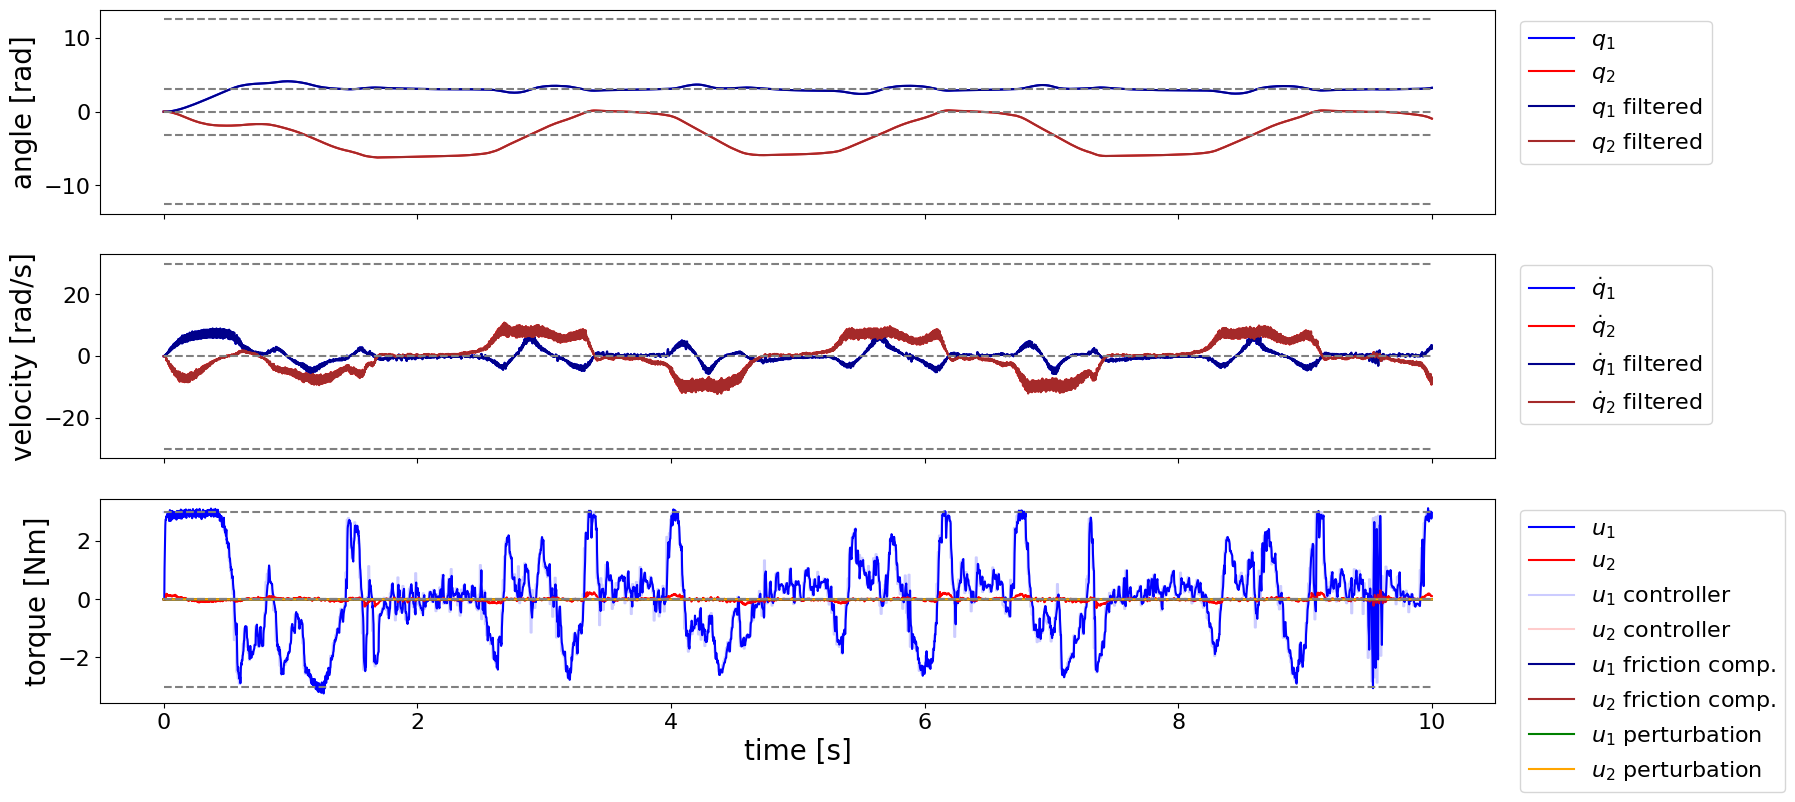 angle [rad]
10
0
−10
q₁
q₂
q₁ filtered
q₂ filtered
velocity [rad/s]
20
0
−20
q̇₁
q̇₂
q̇₁ filtered
q̇₂ filtered
torque [Nm]
2
0
−2
0 2 4 6 8 10
time [s]
u₁
u₂
u₁ controller
u₂ controller
u₁ friction comp.
u₂ friction comp.
u₁ perturbation
u₂ perturbation